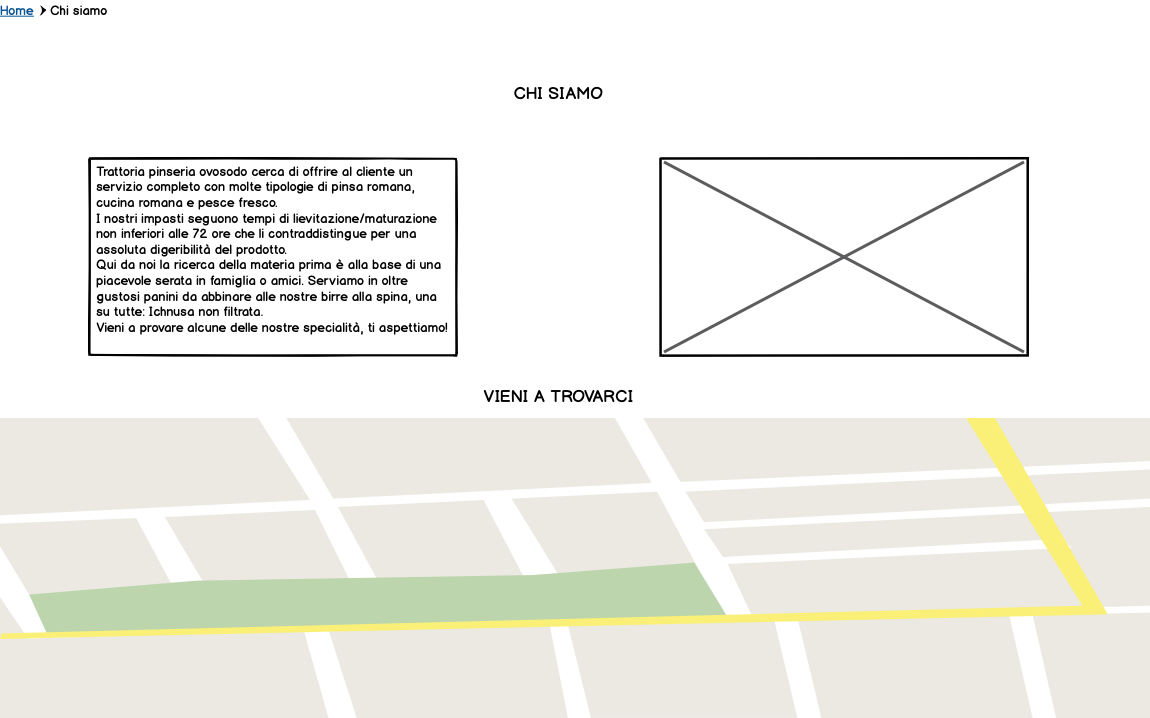 Home > Chi siamo
CHI SIAMO
Trattoria pinseria ovosodo cerca di offrire al cliente un
servizio completo con molte tipologie di pinsa romana,
cucina romana e pesce fresco.
I nostri impasti seguono tempi di lievitazione/maturazione
non inferiori alle 72 ore che li contraddistingue per una
assoluta digeribilità del prodotto.
Qui da noi la ricerca della materia prima è alla base di una
piacevole serata in famiglia o amici. Serviamo in oltre
gustosi panini da abbinare alle nostre birre alla spina, una
su tutte: Ichnusa non filtrata.
Vieni a provare alcune delle nostre specialità, ti aspettiamo!
VIENI A TROVARCI